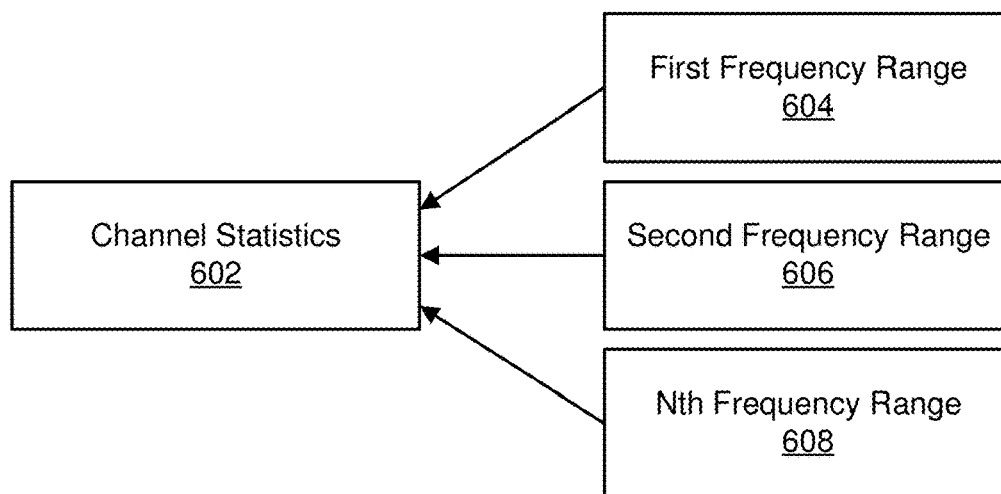 First Frequency Range
604
Channel Statistics
602
Second Frequency Range
606
Nth Frequency Range
608